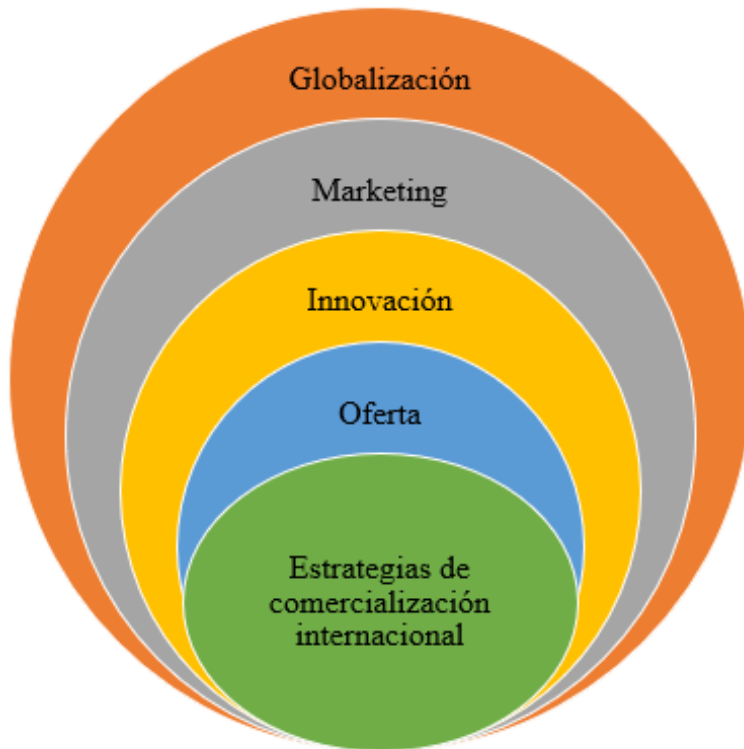 Globalización
Marketing
Innovación
Oferta
Estrategias de
comercialización
internacional